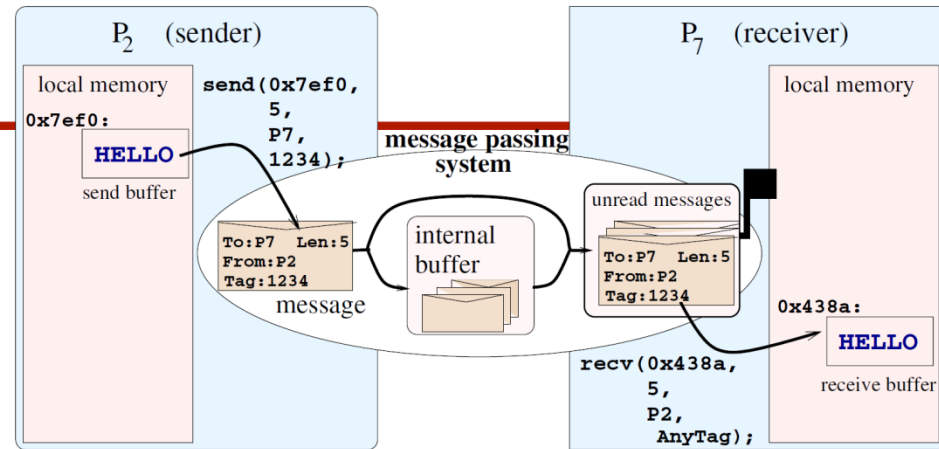 P2 (sender)
local memory
0x7ef0:
HELLO
send buffer
send(0x7ef0,
5,
P7,
1234);
message passing
system
To:P7 Len:5
From:P2
Tag:1234
message
internal
buffer
unread messages
To:P7 Len:5
From:P2
Tag:1234
P7 (receiver)
local memory
0x438a:
HELLO
receive buffer
recv(0x438a,
5,
P2,
AnyTag);